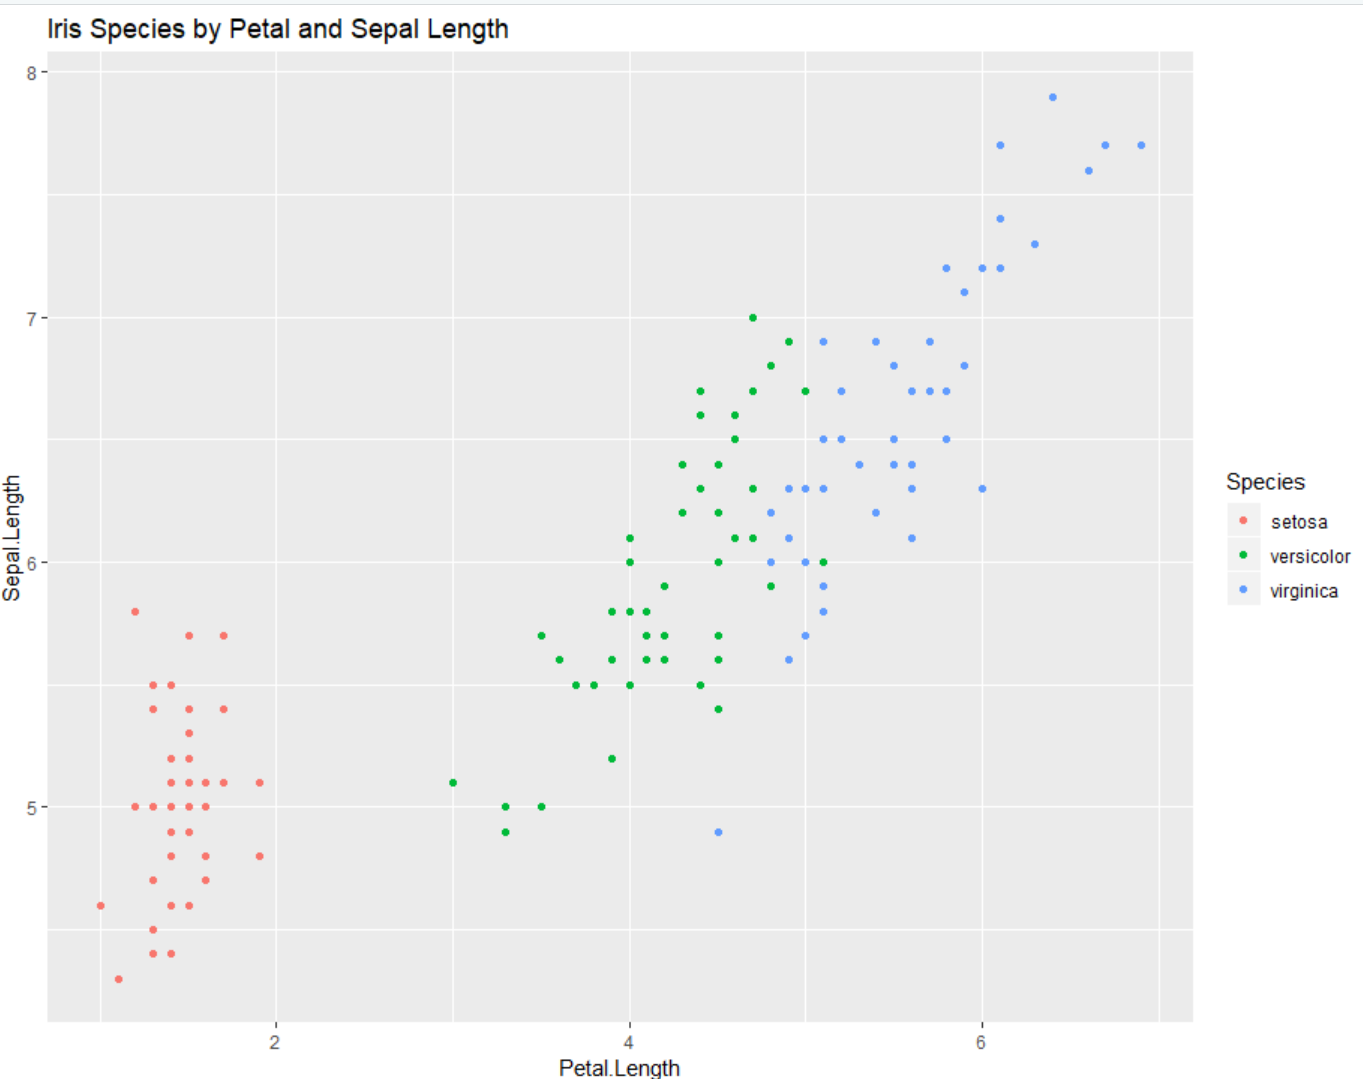 Iris Species by Petal and Sepal Length
8
7
6
5
Sepal.Length
2
4
6
Petal.Length
Species
setosa
versicolor
virginica